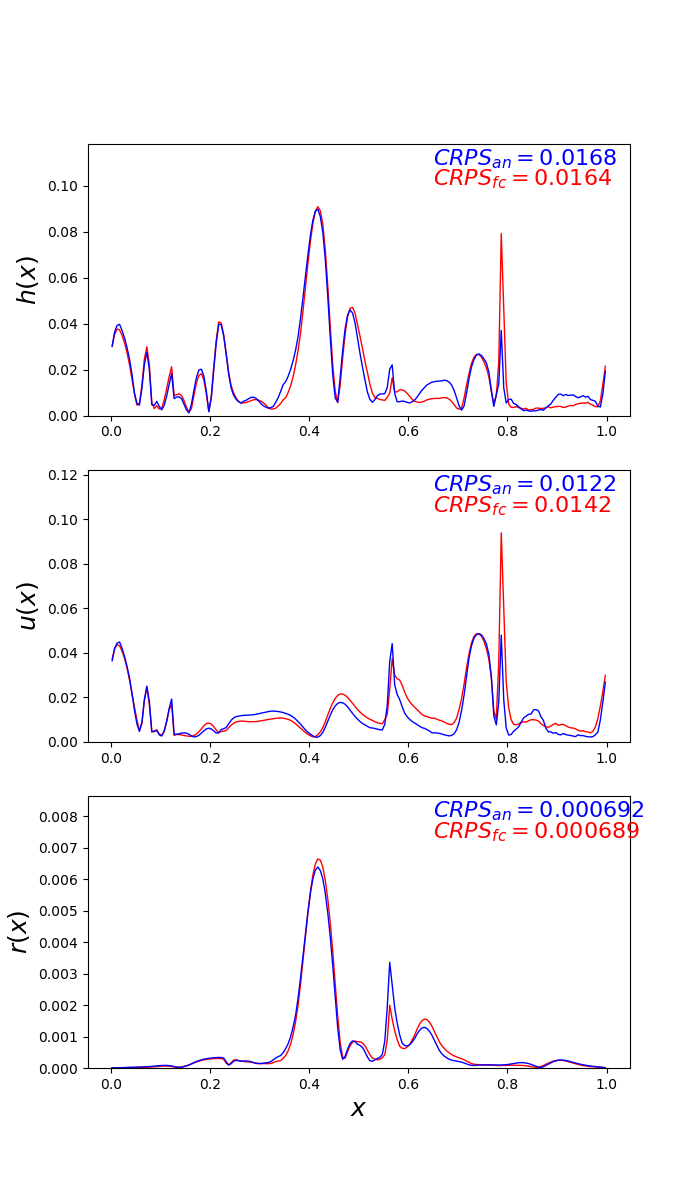 CRPS_an = 0.0168
CRPS_fc = 0.0164
0.10
0.08
0.06
0.04
0.02
0.00
h(x)
0.0 0.2 0.4 0.6 0.8 1.0
CRPS_an = 0.0122
CRPS_fc = 0.0142
0.12
0.10
0.08
0.06
0.04
0.02
0.00
u(x)
0.0 0.2 0.4 0.6 0.8 1.0
CRPS_an = 0.000692
CRPS_fc = 0.000689
0.008
0.007
0.006
0.005
0.004
0.003
0.002
0.001
0.000
r(x)
0.0 0.2 0.4 0.6 0.8 1.0
x